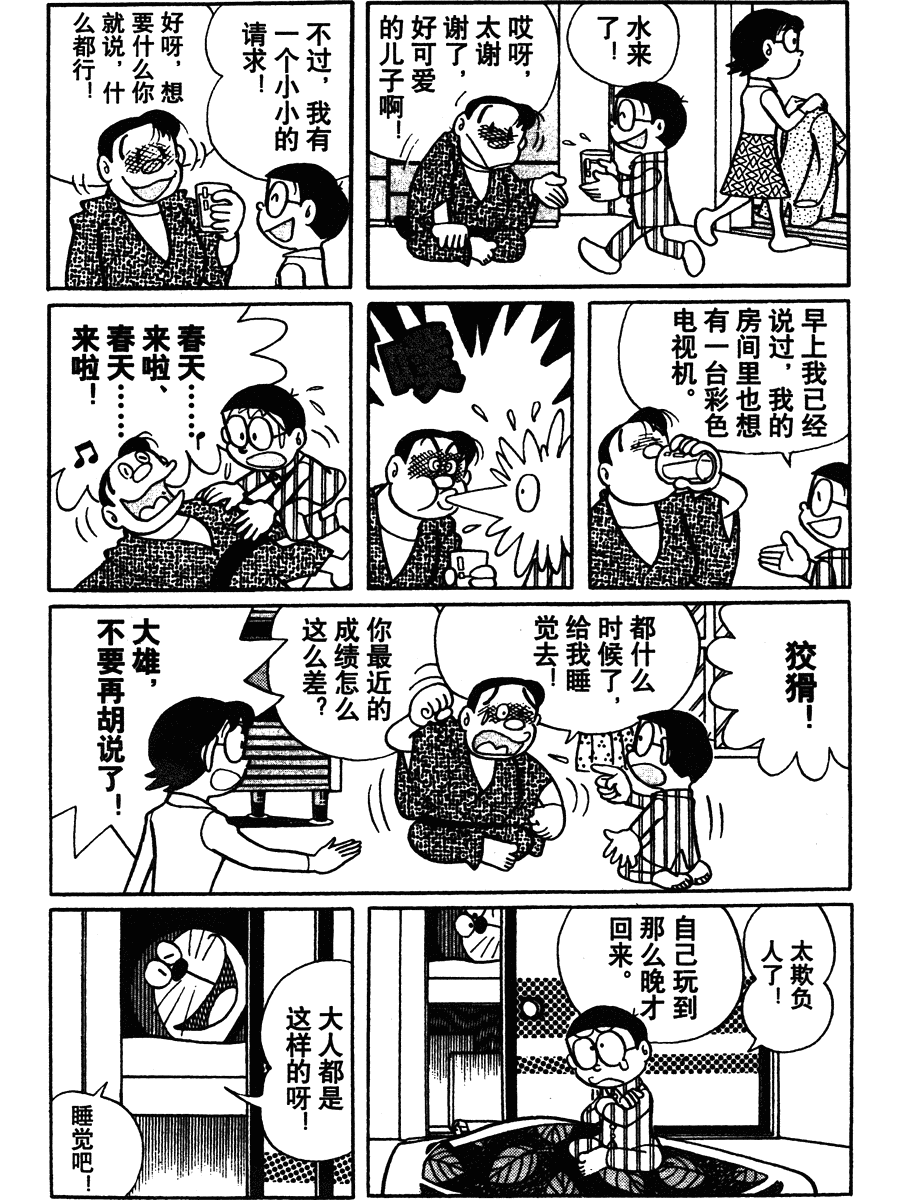 水来
了！
哎呀，
太谢
谢了，
好可爱
的儿子啊！
不过，我有
一个小小的
请求！
好呀，想
要什么你
就说，什
么都行！
早上我已经
说过，我的
房间里也想
有一台彩色
电视机。
春天……
来啦、
春天……
来啦！
狡猾！
都什么
时候了，
给我睡
觉去！
你最近的
成绩怎么
这么差？
大雄，
不要再胡说了！
太欺负
人了！
自己玩到
那么晚才
回来。
大人都是
这样的呀！
睡觉吧！